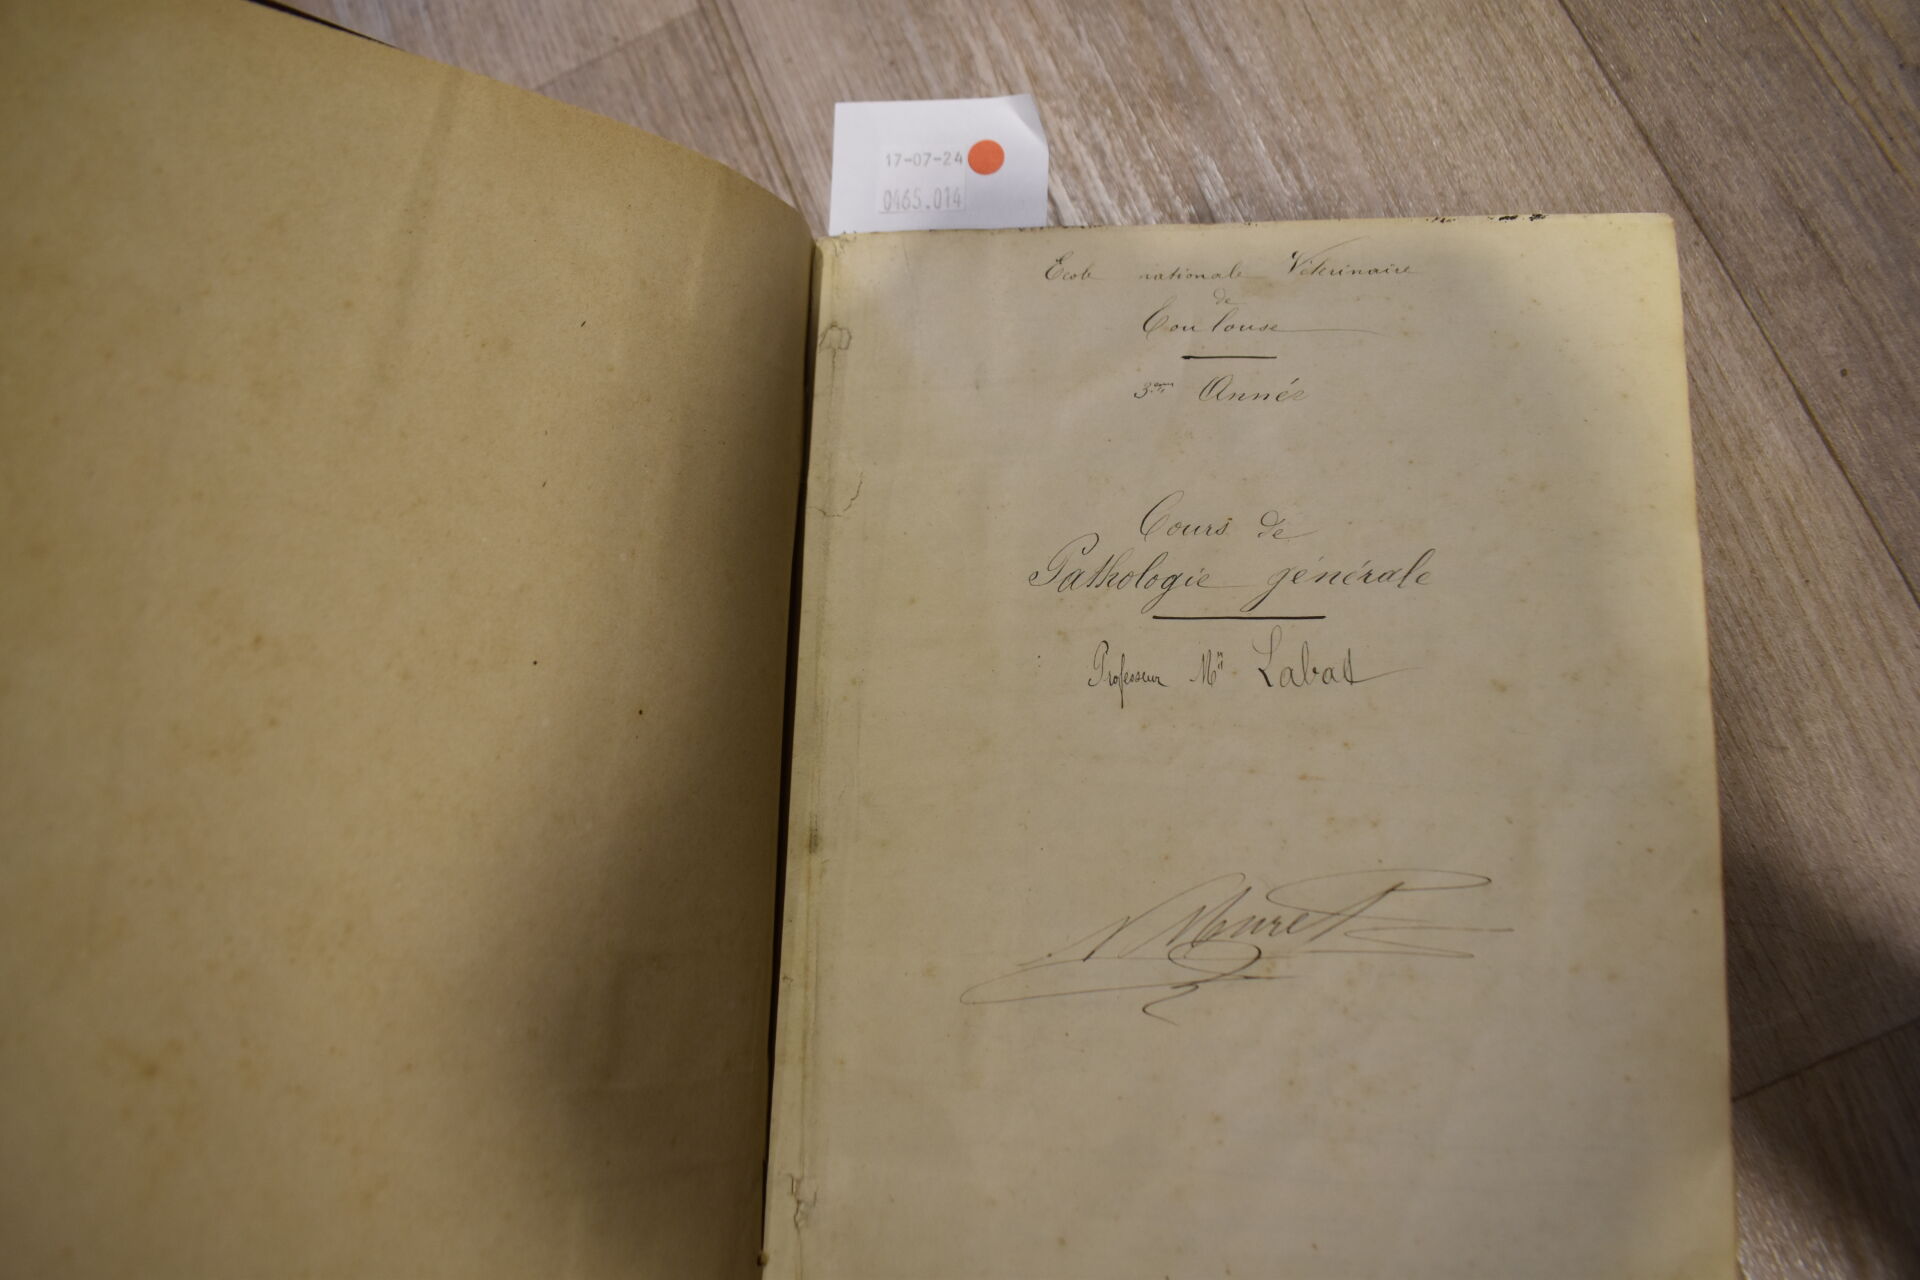 17-07-24
0465.014
Ecole nationale Vétérinaire
de
Toulouse
3ème Année
Cours de
Pathologie générale
Professeur Mr Labat
Muret